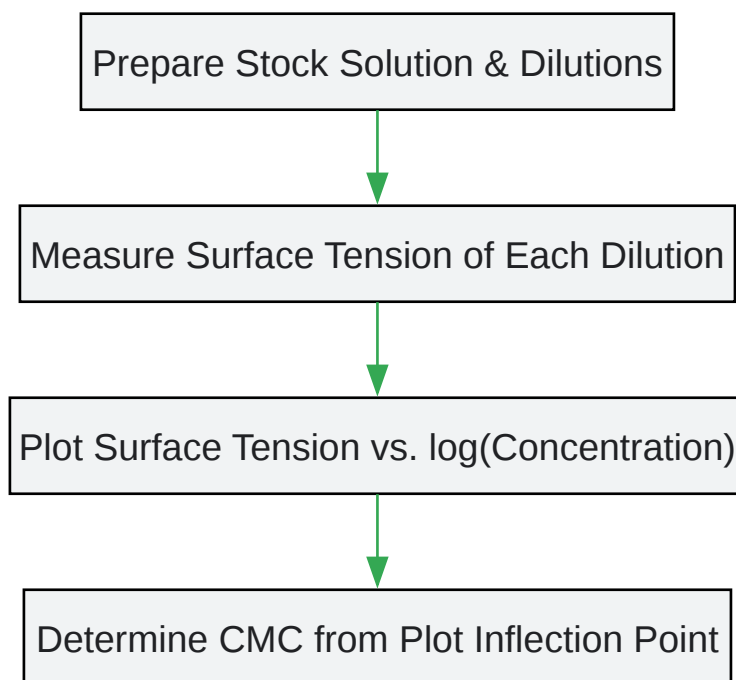 Prepare Stock Solution & Dilutions
Measure Surface Tension of Each Dilution
Plot Surface Tension vs. log(Concentration)
Determine CMC from Plot Inflection Point